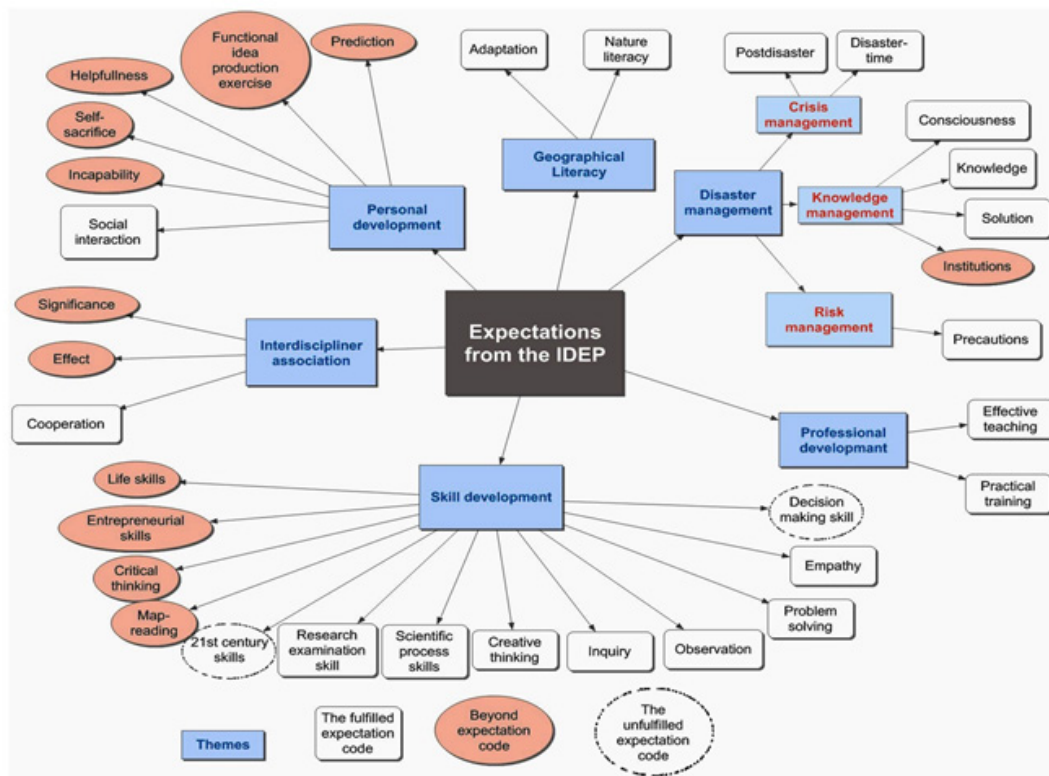 Functional
idea
production
exercise
Prediction
Helpfullness
Self-
sacrifice
Incapability
Social
interaction
Personal
development
Adaptation
Nature
literacy
Geographical
Literacy
Postdisaster
Disaster-
time
Crisis
management
Disaster
management
Knowledge
management
Consciousness
Knowledge
Solution
Institutions
Risk
management
Precautions
Expectations
from the IDEP
Significance
Effect
Cooperation
Interdiscipliner
association
Professional
developmant
Effective
teaching
Practical
training
Skill development
Life skills
Entrepreneurial
skills
Critical
thinking
Map-
reading
21st century
skills
Research
examination
skill
Scientific
process
skills
Creative
thinking
Inquiry
Observation
Problem
solving
Empathy
Decision
making skill
Themes
The fulfilled
expectation
code
Beyond
expectation
code
The
unfulfilled
expectation
code